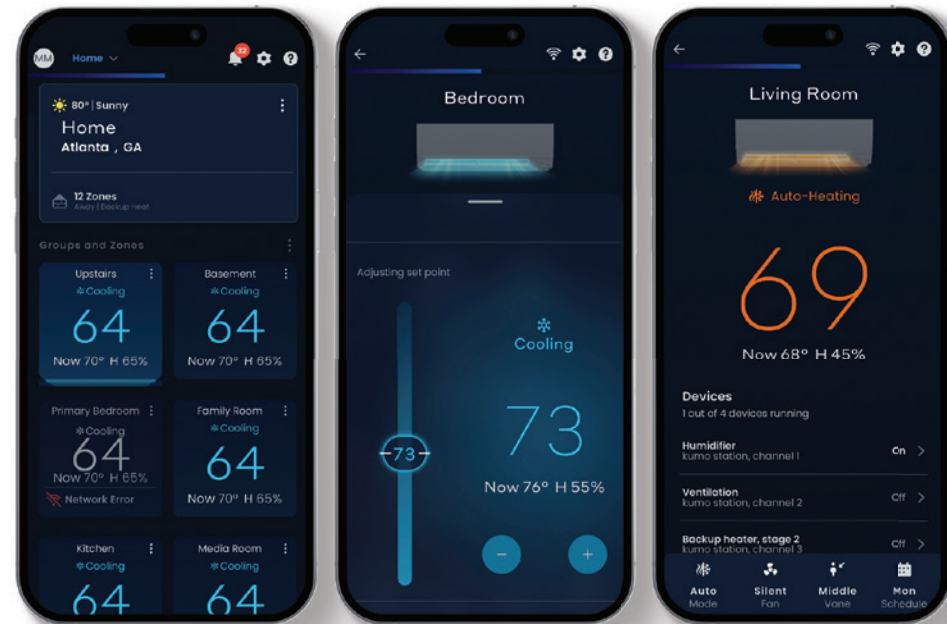 MM Home 32
80° | Sunny
Home
Atlanta , GA
12 Zones
Away | Backup Heat
Groups and Zones
Upstairs
Cooling
64
Now 70° H 65%
Basement
Cooling
64
Now 70° H 65%
Primary Bedroom
Cooling
64
Now 70° H 65%
Network Error
Family Room
Cooling
64
Now 70° H 65%
Kitchen
Cooling
64
Media Room
Cooling
64
Bedroom
Adjusting set point
73
Cooling
73
Now 76° H 55%
Living Room
Auto-Heating
69
Now 68° H 45%
Devices
1 out of 4 devices running
Humidifier
kumo station, channel 1
On
Ventilation
kumo station, channel 2
Off
Backup heater, stage 2
kumo station, channel 3
Off
Auto
Mode
Silent
Fan
Middle
Vane
Mon
Schedule